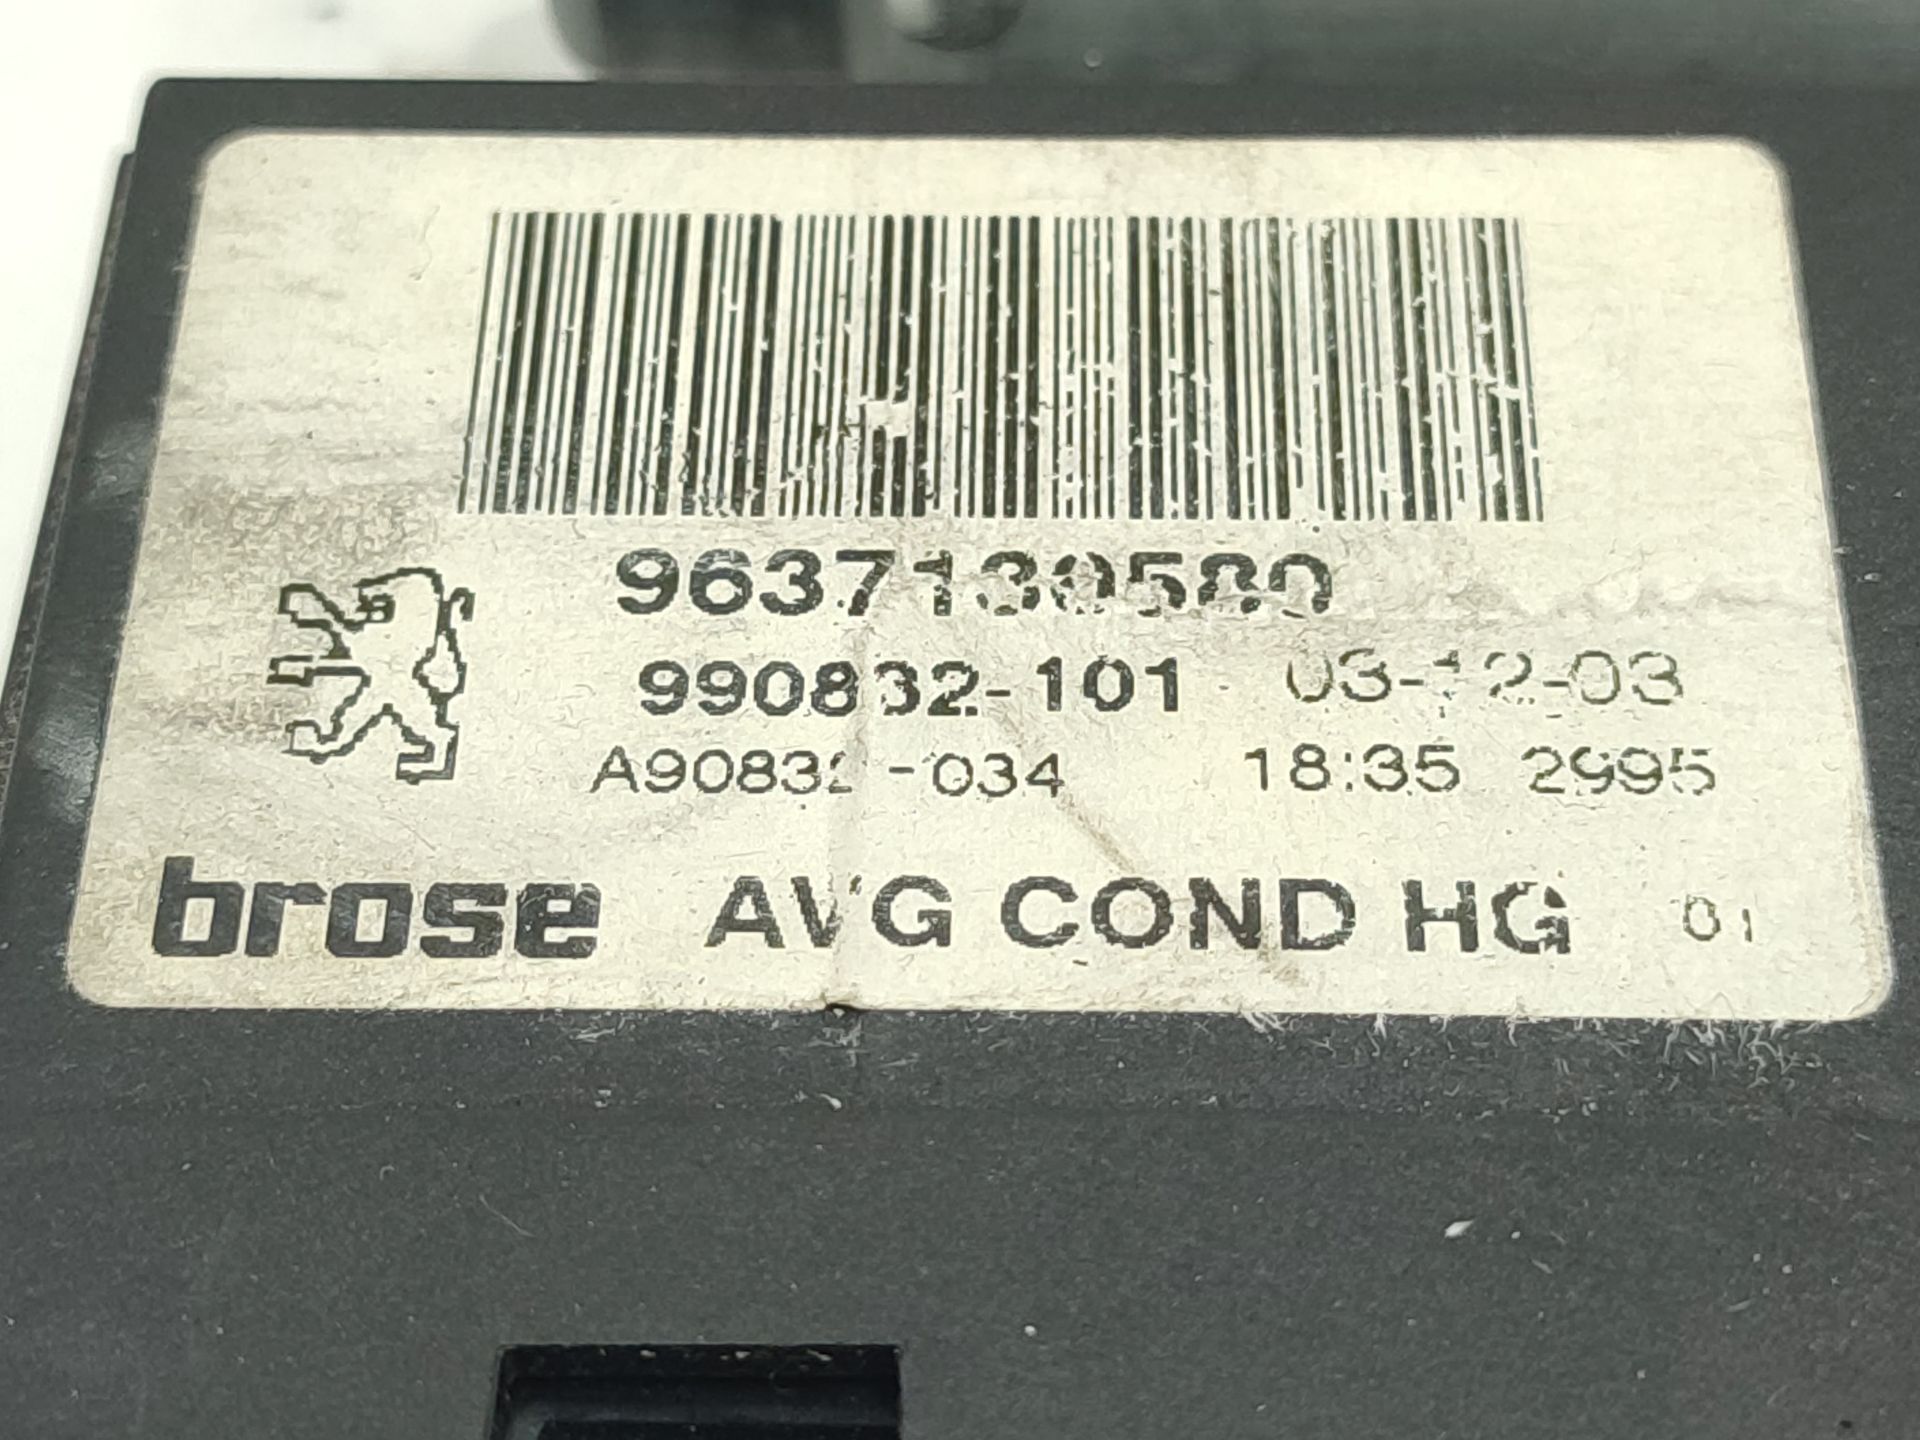 9637130580
990832-101 03-12-03
A90832-034 18:35 2995
brose AVG COND HG 01